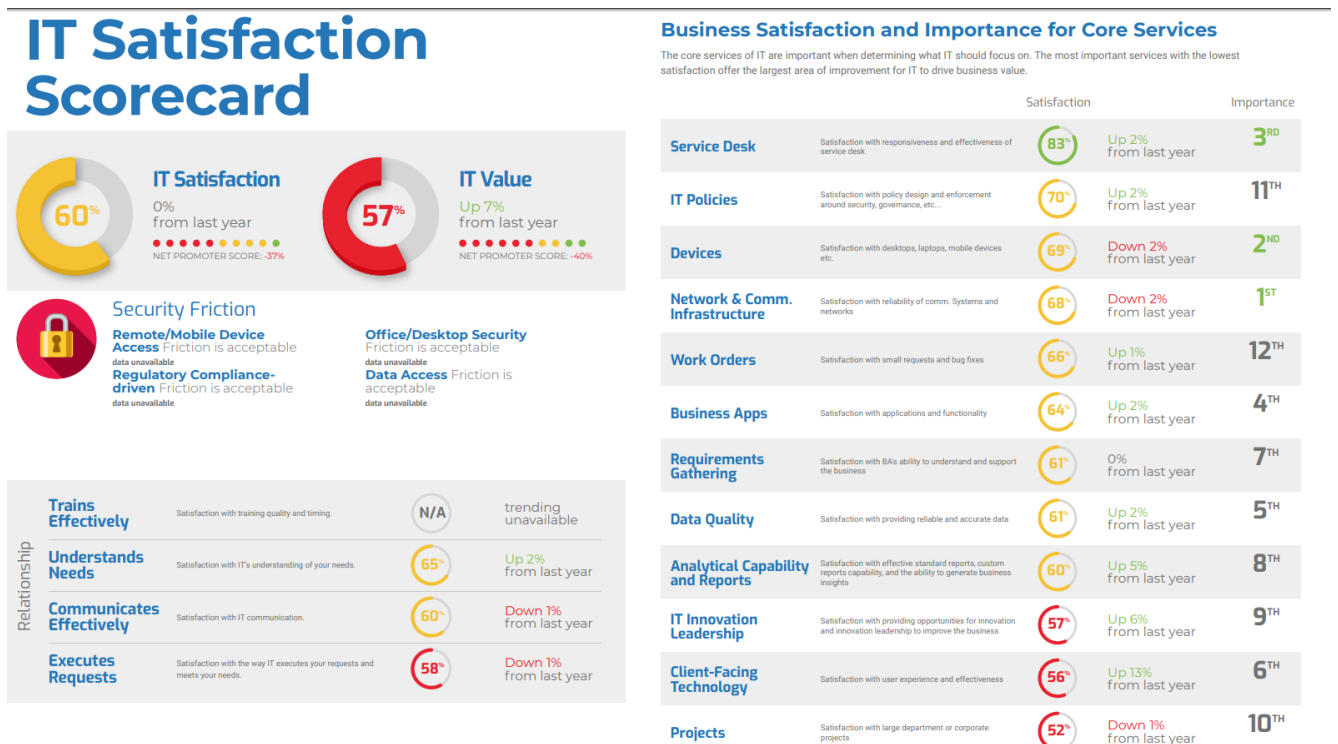 IT Satisfaction
Scorecard
60%
IT Satisfaction
0%
from last year
NET PROMOTER SCORE: -37%
57%
IT Value
Up 7%
from last year
NET PROMOTER SCORE: -40%
Security Friction
Remote/Mobile Device
Access Friction is acceptable
data unavailable
Regulatory Compliance-
driven Friction is acceptable
data unavailable
Office/Desktop Security
Friction is acceptable
data unavailable
Data Access Friction is
acceptable
data unavailable
Relationship
Trains
Effectively
Satisfaction with training quality and timing.
N/A
trending
unavailable
Understands
Needs
Satisfaction with IT's understanding of your needs.
65%
Up 2%
from last year
Communicates
Effectively
Satisfaction with IT communication.
60%
Down 1%
from last year
Executes
Requests
Satisfaction with the way IT executes your requests and
meets your needs.
58%
Down 1%
from last year
Business Satisfaction and Importance for Core Services
The core services of IT are important when determining what IT should focus on. The most important services with the lowest
satisfaction offer the largest area of improvement for IT to drive business value.
Satisfaction
Importance
Service Desk
Satisfaction with responsiveness and effectiveness of
service desk
83%
Up 2%
from last year
3RD
IT Policies
Satisfaction with policy design and enforcement
around security, governance, etc...
70%
Up 2%
from last year
11TH
Devices
Satisfaction with desktops, laptops, mobile devices
etc.
69%
Down 2%
from last year
2ND
Network & Comm.
Infrastructure
Satisfaction with reliability of comm. Systems and
networks
68%
Down 2%
from last year
1ST
Work Orders
Satisfaction with small requests and bug fixes
66%
Up 1%
from last year
12TH
Business Apps
Satisfaction with applications and functionality
64%
Up 2%
from last year
4TH
Requirements
Gathering
Satisfaction with BA's ability to understand and support
the business
61%
0%
from last year
7TH
Data Quality
Satisfaction with providing reliable and accurate data
61%
Up 2%
from last year
5TH
Analytical Capability
and Reports
Satisfaction with effective standard reports, custom
reports capability, and the ability to generate business
insights
60%
Up 5%
from last year
8TH
IT Innovation
Leadership
Satisfaction with providing opportunities for innovation
and innovation leadership to improve the business
57%
Up 6%
from last year
9TH
Client-Facing
Technology
Satisfaction with user experience and effectiveness
56%
Up 13%
from last year
6TH
Projects
Satisfaction with large department or corporate
projects
52%
Down 1%
from last year
10TH